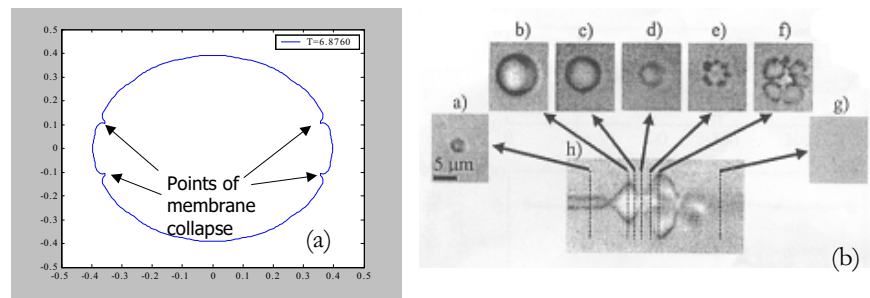 T=6.8760
0.5
0.4
0.3
0.2
0.1
0
-0.1
-0.2
-0.3
-0.4
-0.5
-0.5 -0.4 -0.3 -0.2 -0.1 0 0.1 0.2 0.3 0.4 0.5
Points of
membrane
collapse
(a)
b) c) d) e) f)
a) g)
5 μm
h)
(b)